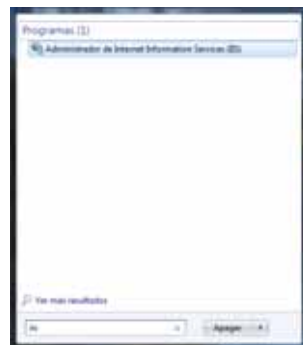 Programas (1)
Administrador de Internet Information Services (IIS)
Ver más resultados
Apagar